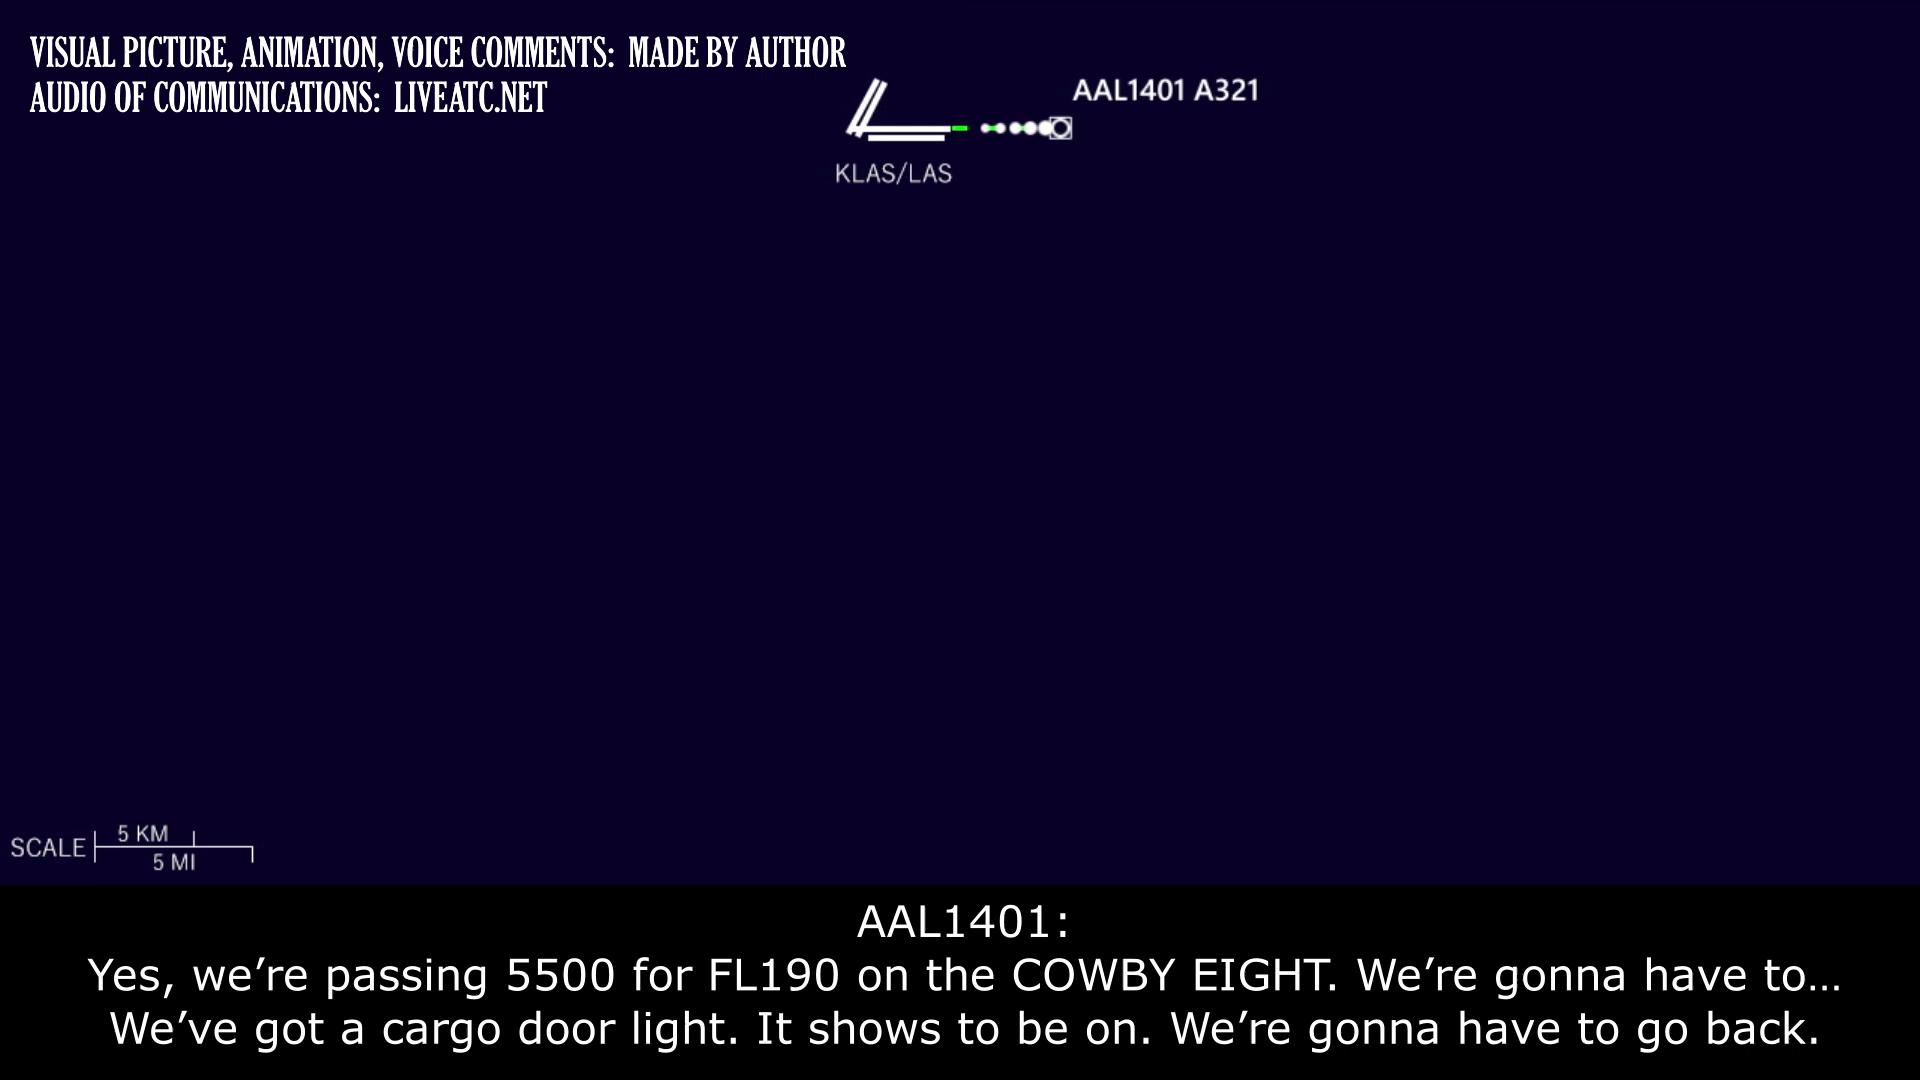 VISUAL PICTURE, ANIMATION, VOICE COMMENTS: MADE BY AUTHOR
AUDIO OF COMMUNICATIONS: LIVEATC.NET
AAL1401 A321
KLAS/LAS
5 KM
SCALE
5 MI
AAL1401:
Yes, we’re passing 5500 for FL190 on the COWBY EIGHT. We’re gonna have to…
We’ve got a cargo door light. It shows to be on. We’re gonna have to go back.